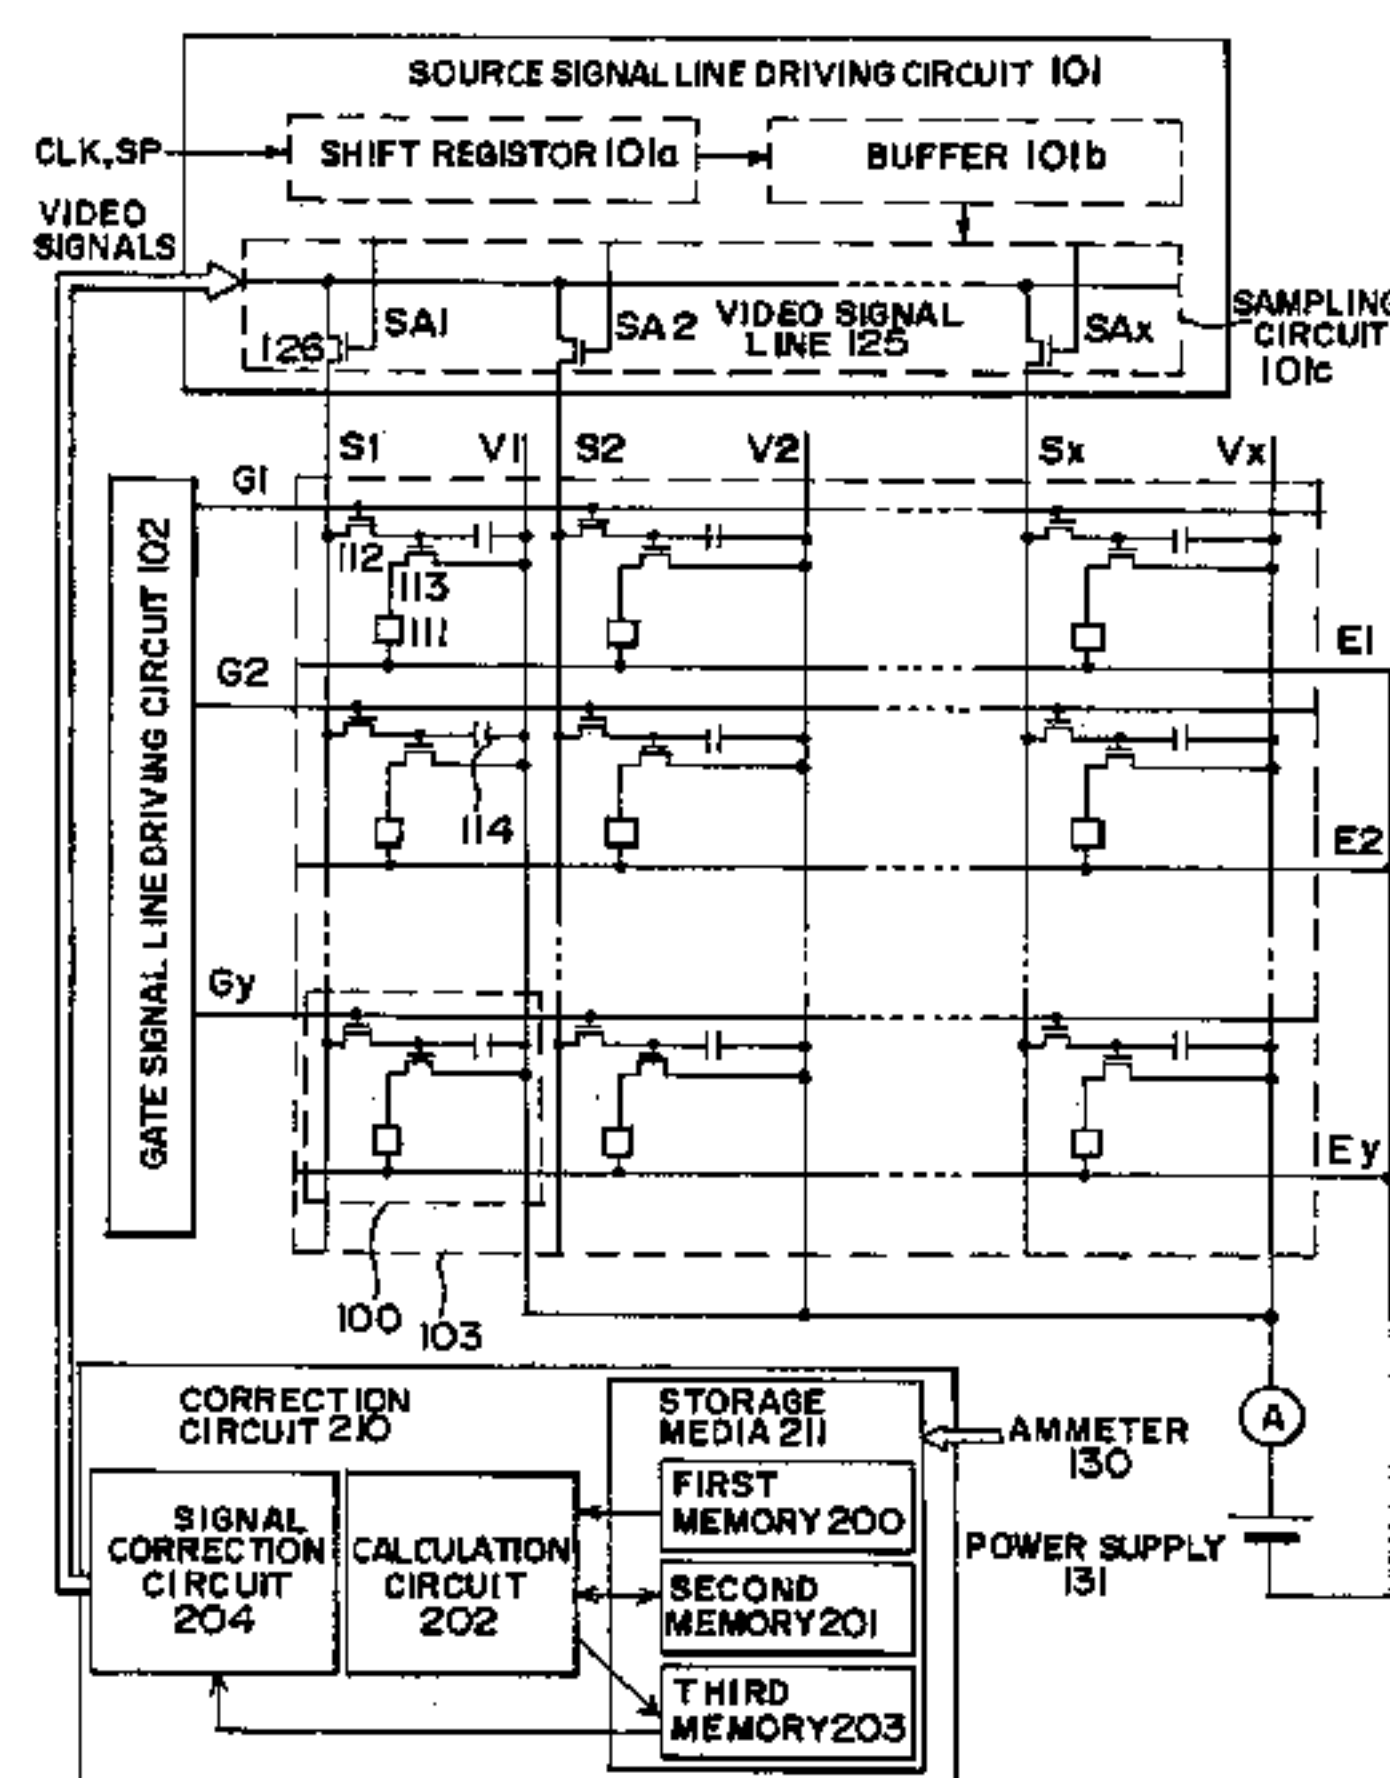 SOURCE SIGNAL LINE DRIVING CIRCUIT 101
CLK,SP
SHIFT REGISTOR 101a
BUFFER 101b
VIDEO
SIGNALS
126
SA1
SA2
VIDEO SIGNAL
LINE 125
SAx
SAMPLING
CIRCUIT
101c
S1
V1
S2
V2
Sx
Vx
G1
112
113
111
E1
GATE SIGNAL LINE DRIVING CIRCUIT 102
G2
114
E2
Gy
Ey
100
103
CORRECTION
CIRCUIT 210
STORAGE
MEDIA 211
AMMETER
130
A
FIRST
MEMORY 200
SIGNAL
CORRECTION
CIRCUIT
204
CALCULATION
CIRCUIT
202
SECOND
MEMORY 201
POWER SUPPLY
131
THIRD
MEMORY 203